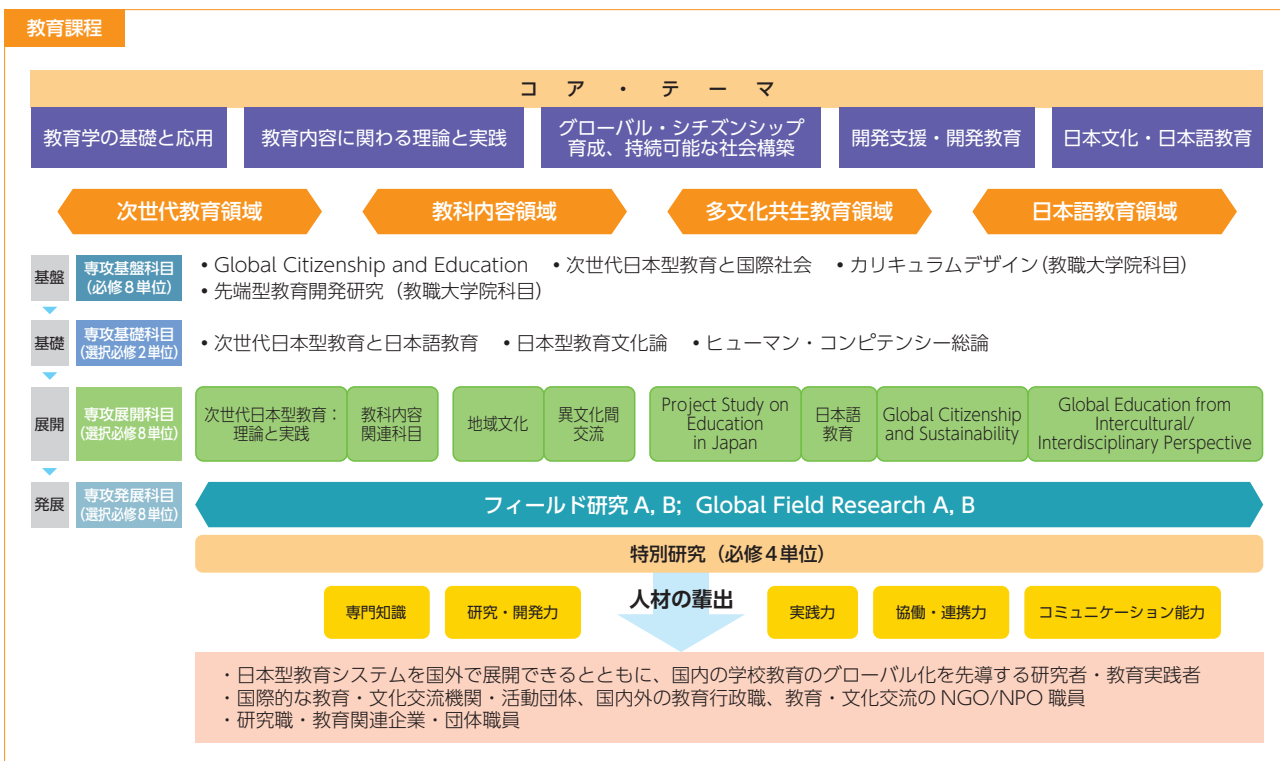 教育課程
コア・テーマ
教育学の基礎と応用
教育内容に関わる理論と実践
グローバル・シチズンシップ
育成、持続可能な社会構築
開発支援・開発教育
日本文化・日本語教育
次世代教育領域
教科内容領域
多文化共生教育領域
日本語教育領域
基盤
専攻基盤科目
(必修8単位)
• Global Citizenship and Education • 次世代日本型教育と国際社会 • カリキュラムデザイン(教職大学院科目)
• 先端型教育開発研究（教職大学院科目）
基礎
専攻基礎科目
(選択必修2単位)
• 次世代日本型教育と日本語教育 • 日本型教育文化論 • ヒューマン・コンピテンシー総論
展開
専攻展開科目
(選択必修8単位)
次世代日本型教育：
理論と実践
教科内容
関連科目
地域文化
異文化間
交流
Project Study on
Education
in Japan
日本語
教育
Global Citizenship
and Sustainability
Global Education from
Intercultural/
Interdisciplinary Perspective
発展
専攻発展科目
(選択必修8単位)
フィールド研究 A, B; Global Field Research A, B
特別研究（必修4単位）
専門知識
研究・開発力
人材の輩出
実践力
協働・連携力
コミュニケーション能力
・日本型教育システムを国外で展開できるとともに、国内の学校教育のグローバル化を先導する研究者・教育実践者
・国際的な教育・文化交流機関・活動団体、国内外の教育行政職、教育・文化交流の NGO/NPO 職員
・研究職・教育関連企業・団体職員